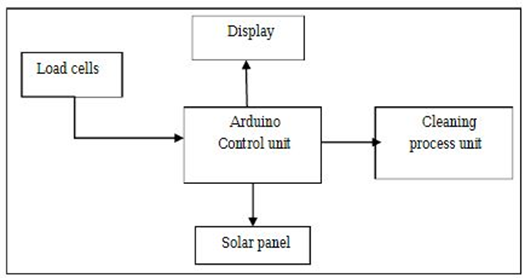 Display
Load cells
Arduino
Control unit
Cleaning
process unit
Solar panel